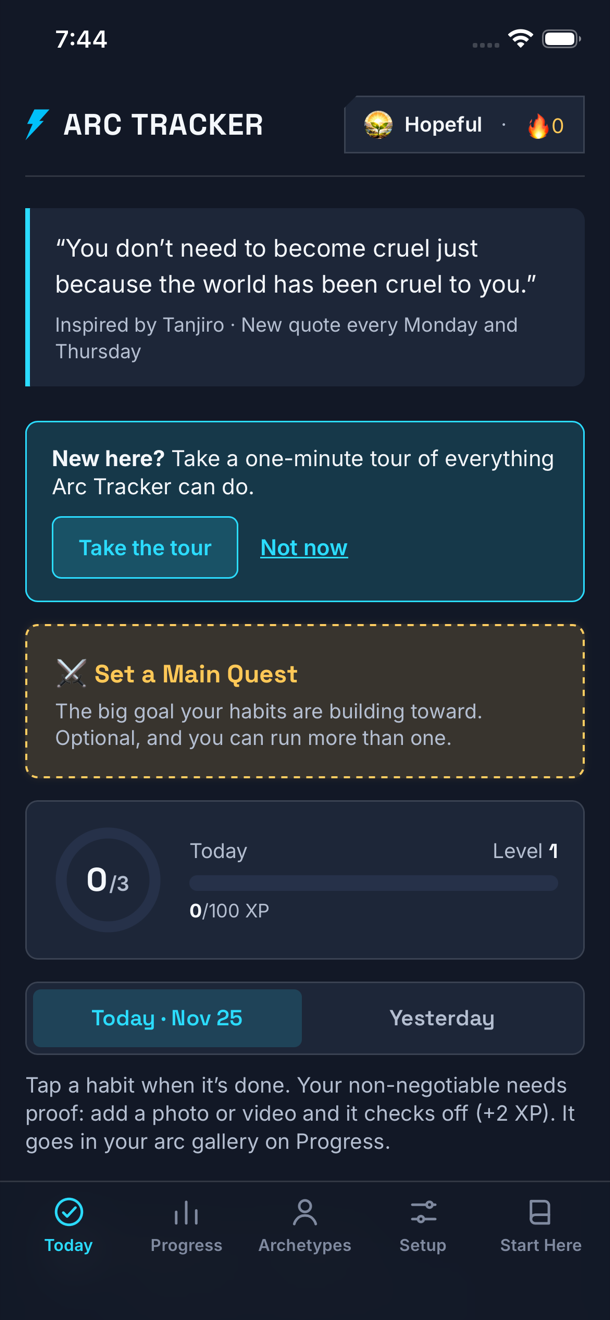 7:44
ARC TRACKER
Hopeful · 🔥0
“You don’t need to become cruel just
because the world has been cruel to you.”
Inspired by Tanjiro · New quote every Monday and
Thursday
New here? Take a one-minute tour of everything
Arc Tracker can do.
Take the tour
Not now
⚔️ Set a Main Quest
The big goal your habits are building toward.
Optional, and you can run more than one.
0/3
Today
Level 1
0/100 XP
Today · Nov 25
Yesterday
Tap a habit when it’s done. Your non-negotiable needs
proof: add a photo or video and it checks off (+2 XP). It
goes in your arc gallery on Progress.
Today
Progress
Archetypes
Setup
Start Here